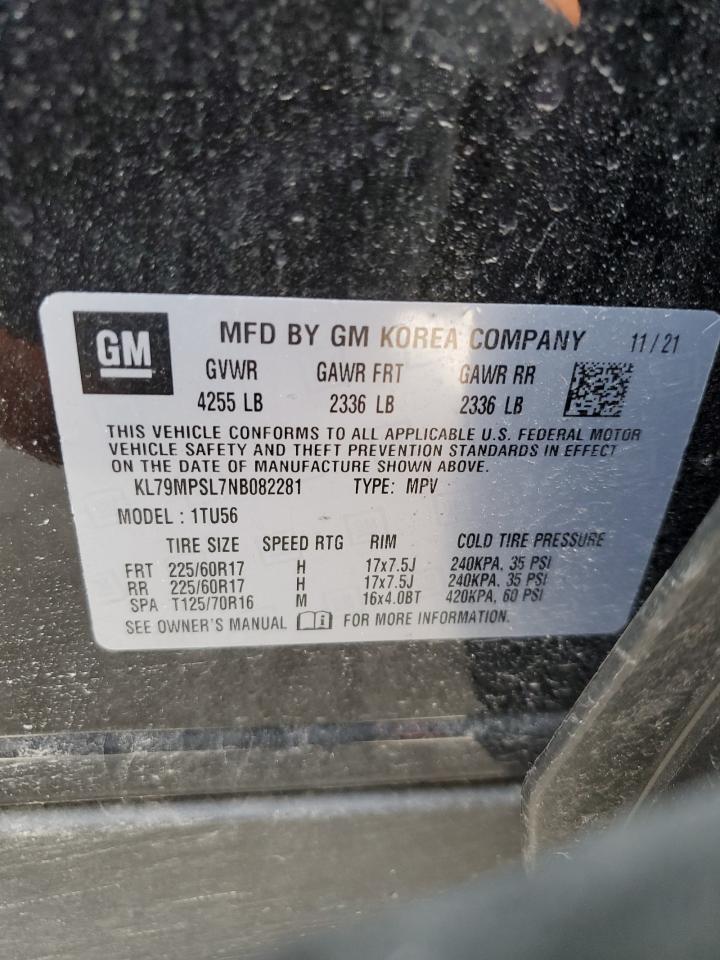 GM MFD BY GM KOREA COMPANY 11/21
GVWR GAWR FRT GAWR RR
4255 LB 2336 LB 2336 LB
THIS VEHICLE CONFORMS TO ALL APPLICABLE U.S. FEDERAL MOTOR
VEHICLE SAFETY AND THEFT PREVENTION STANDARDS IN EFFECT
ON THE DATE OF MANUFACTURE SHOWN ABOVE.
KL79MPSL7NB082281 TYPE: MPV
MODEL : 1TU56
TIRE SIZE SPEED RTG RIM COLD TIRE PRESSURE
FRT 225/60R17 H 17x7.5J 240KPA, 35 PSI
RR 225/60R17 H 17x7.5J 240KPA, 35 PSI
SPA T125/70R16 M 16x4.0BT 420KPA, 60 PSI
SEE OWNER'S MANUAL FOR MORE INFORMATION.